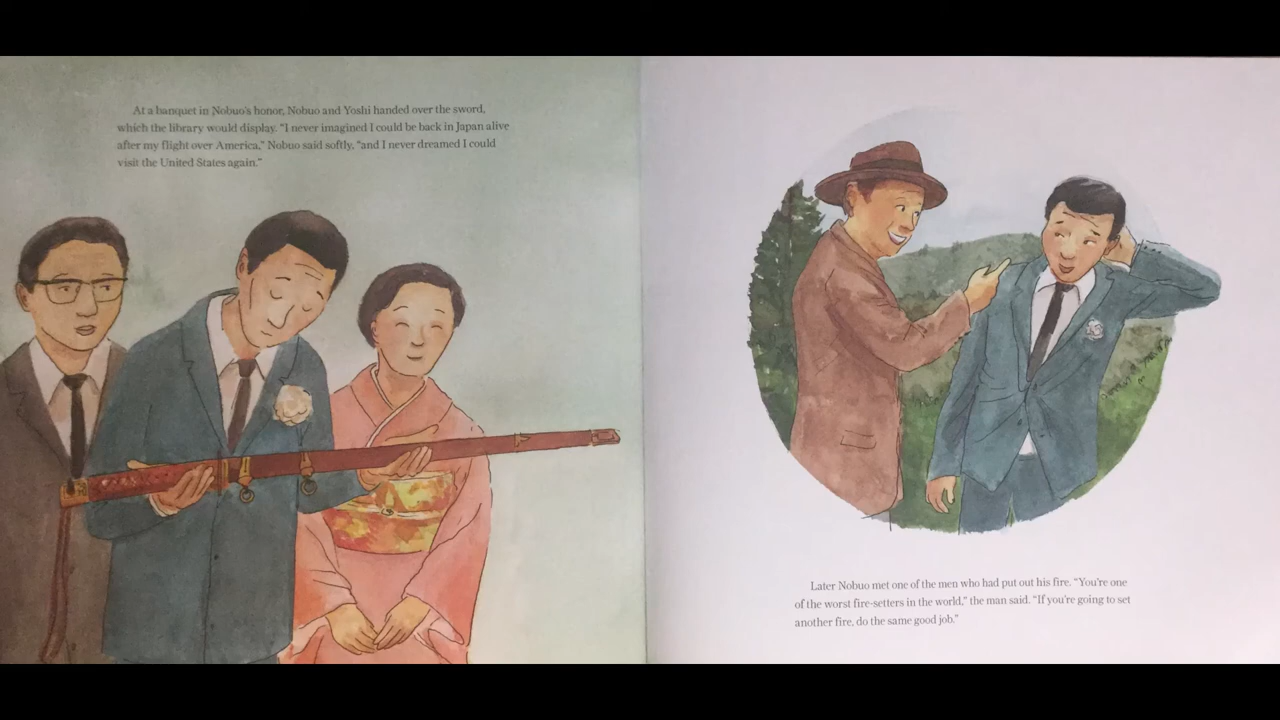 At a banquet in Nobuo's honor, Nobuo and Yoshi handed over the sword,
which the library would display. "I never imagined I could be back in Japan alive
after my flight over America," Nobuo said softly, "and I never dreamed I could
visit the United States again."
Later Nobuo met one of the men who had put out his fire. "You're one
of the worst fire-setters in the world," the man said. "If you're going to set
another fire, do the same good job."